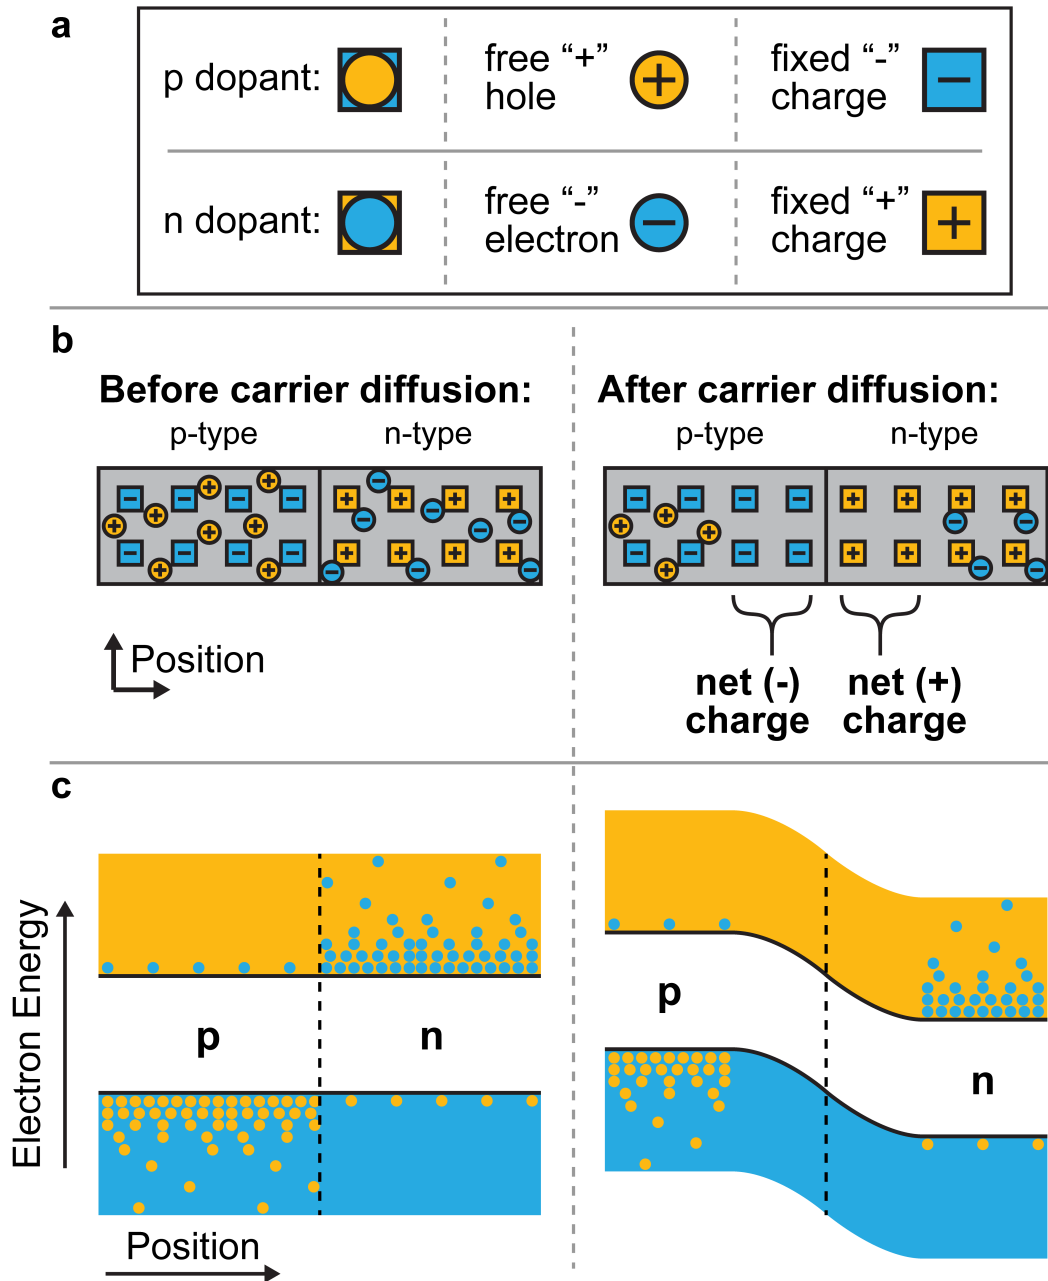 a
p dopant:
free “+”
hole
+
fixed “-”
charge
−
n dopant:
free “-”
electron
−
fixed “+”
charge
+
b
Before carrier diffusion:
p-type
n-type
Position
After carrier diffusion:
p-type
n-type
net (-)
charge
net (+)
charge
c
Electron Energy
p
n
Position
p
n